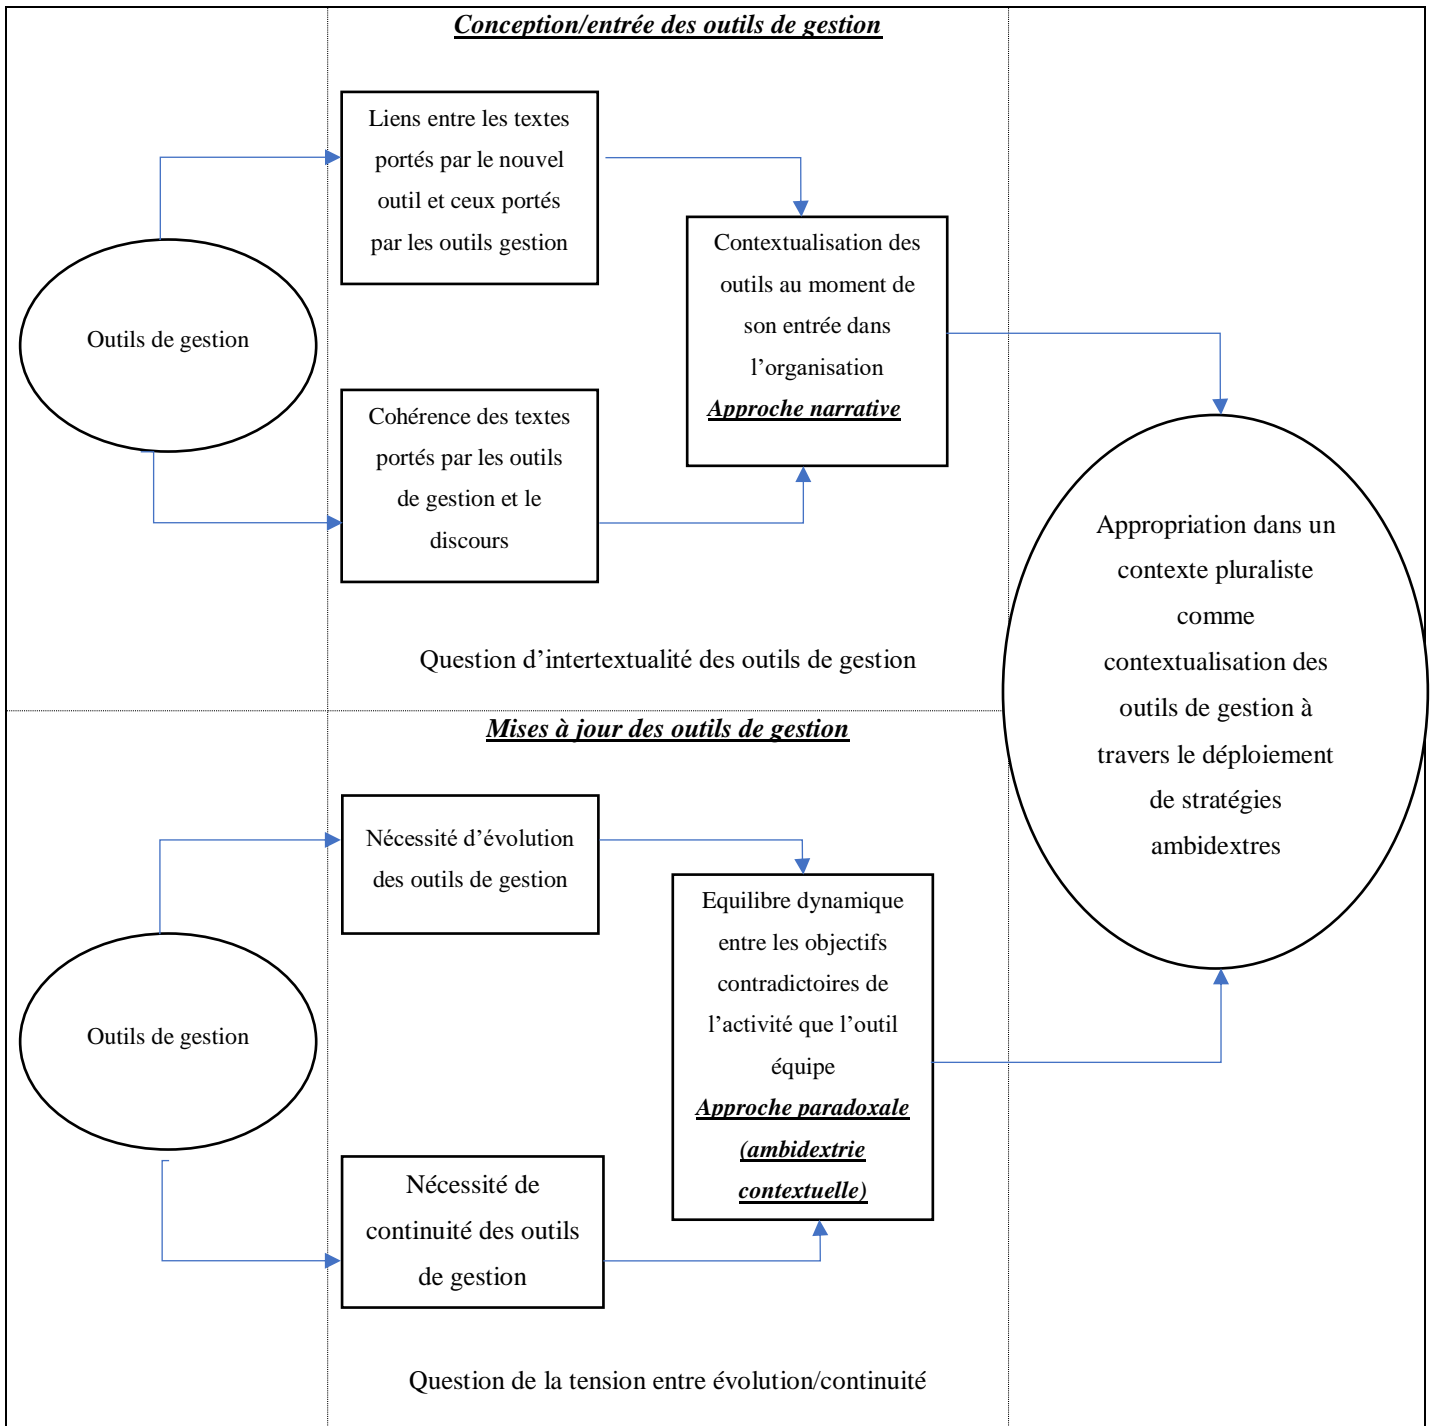 Conception/entrée des outils de gestion
Liens entre les textes
portés par le nouvel
outil et ceux portés
par les outils gestion
Outils de gestion
Cohérence des textes
portés par les outils
de gestion et le
discours
Contextualisation des
outils au moment de
son entrée dans
l’organisation
Approche narrative
Question d’intertextualité des outils de gestion
Appropriation dans un
contexte pluraliste
comme
contextualisation des
outils de gestion à
travers le déploiement
de stratégies
ambidextres
Mises à jour des outils de gestion
Nécessité d’évolution
des outils de gestion
Outils de gestion
Nécessité de
continuité des outils
de gestion
Equilibre dynamique
entre les objectifs
contradictoires de
l’activité que l’outil
équipe
Approche paradoxale
(ambidextrie
contextuelle)
Question de la tension entre évolution/continuité